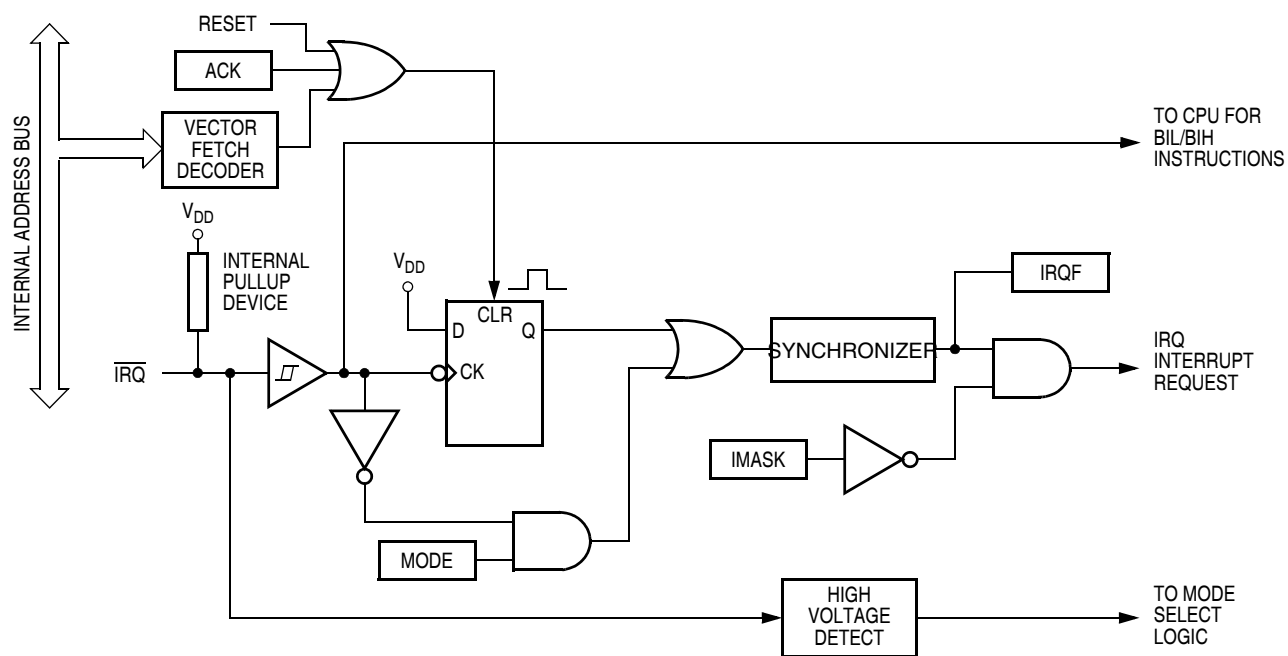 RESET
ACK
VECTOR
FETCH
DECODER
INTERNAL ADDRESS BUS
TO CPU FOR
BIL/BIH
INSTRUCTIONS
VDD
INTERNAL
PULLUP
DEVICE
VDD
CLR
D
Q
CK
IRQF
SYNCHRONIZER
IRQ
IRQ
INTERRUPT
REQUEST
IMASK
MODE
HIGH
VOLTAGE
DETECT
TO MODE
SELECT
LOGIC